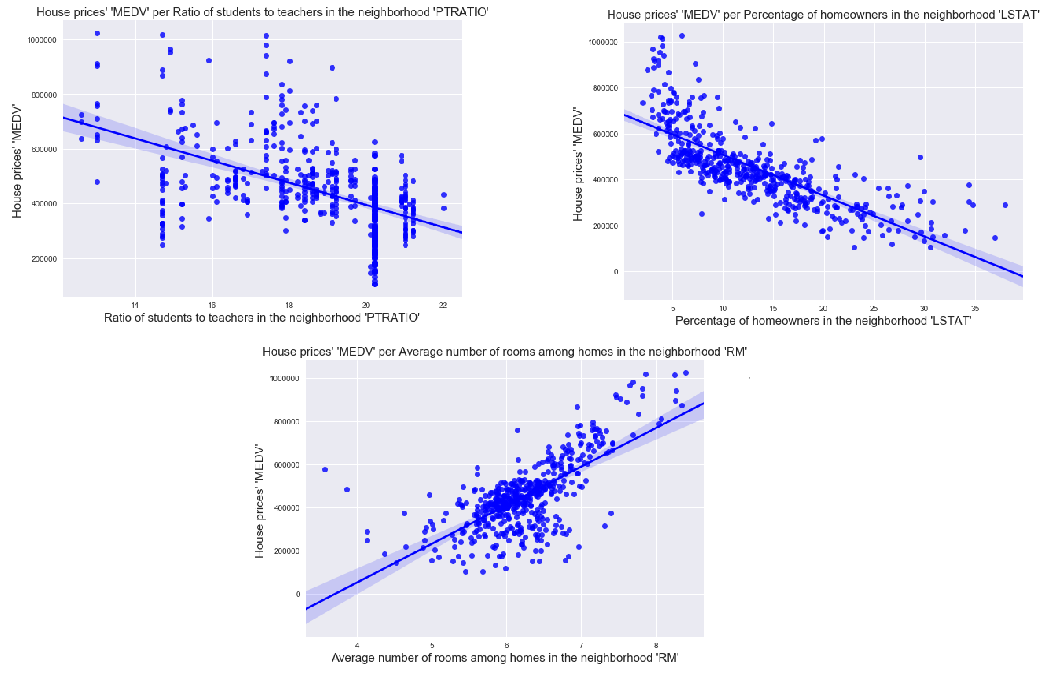 House prices' 'MEDV' per Ratio of students to teachers in the neighborhood 'PTRATIO'
1000000
800000
600000
400000
200000
House prices' "MEDV"
14 16 18 20 22
Ratio of students to teachers in the neighborhood 'PTRATIO'
House prices' 'MEDV' per Percentage of homeowners in the neighborhood 'LSTAT'
1000000
800000
600000
400000
200000
0
House prices' "MEDV"
5 10 15 20 25 30 35
Percentage of homeowners in the neighborhood 'LSTAT'
House prices' 'MEDV' per Average number of rooms among homes in the neighborhood 'RM'
1000000
800000
600000
400000
200000
0
House prices' "MEDV"
4 5 6 7 8
Average number of rooms among homes in the neighborhood 'RM'